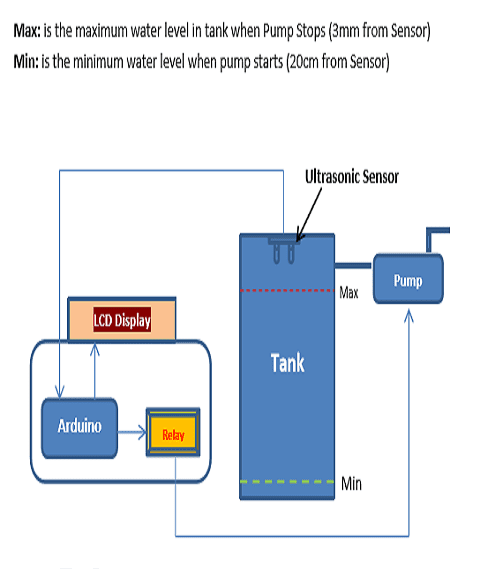 Max: is the maximum water level in tank when Pump Stops (3mm from Sensor)
Min: is the minimum water level when pump starts (20cm from Sensor)
Ultrasonic Sensor
Max
Pump
LCD Display
Tank
Arduino
Relay
Min